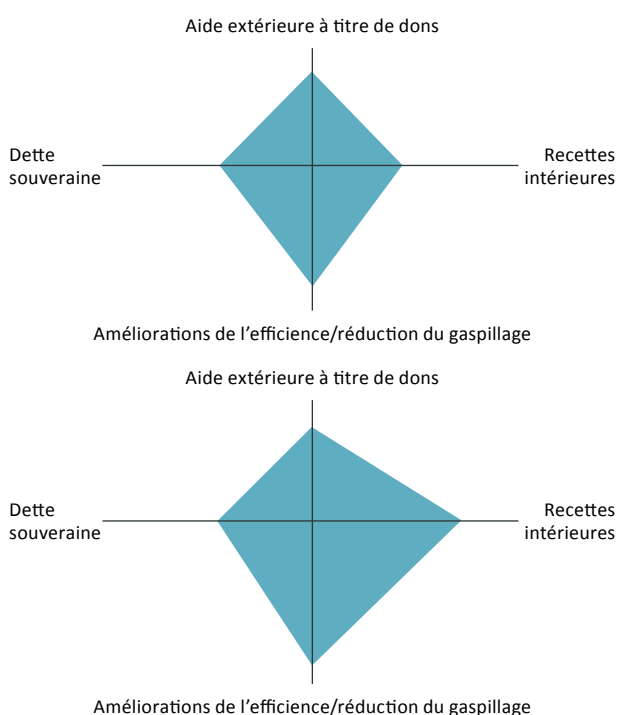 Aide extérieure à titre de dons
Dette
souveraine
Recettes
intérieures
Améliorations de l'efficience/réduction du gaspillage
Aide extérieure à titre de dons
Dette
souveraine
Recettes
intérieures
Améliorations de l'efficience/réduction du gaspillage